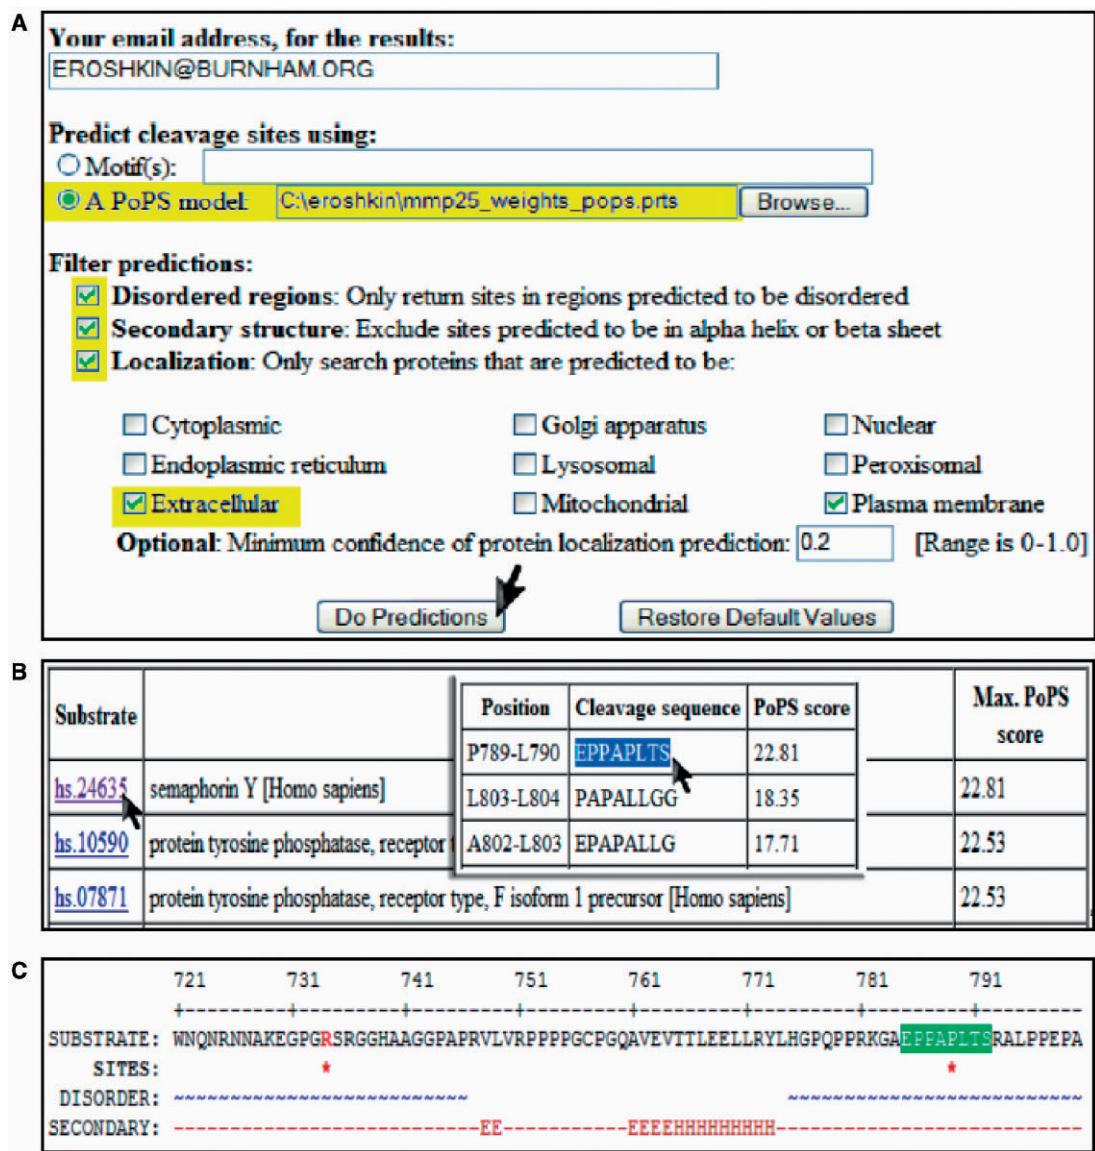 A
Your email address, for the results:
EROSHKIN@BURNHAM.ORG
Predict cleavage sites using:
Motif(s):
A PoPS model: C:\eroshkin\mmp25_weights_pops.prts Browse...
Filter predictions:
Disordered regions: Only return sites in regions predicted to be disordered
Secondary structure: Exclude sites predicted to be in alpha helix or beta sheet
Localization: Only search proteins that are predicted to be:
Cytoplasmic Golgi apparatus Nuclear
Endoplasmic reticulum Lysosomal Peroxisomal
Extracellular Mitochondrial Plasma membrane
Optional: Minimum confidence of protein localization prediction: 0.2 [Range is 0-1.0]
Do Predictions Restore Default Values
B
Substrate Max. PoPS score
hs.24635 semaphorin Y [Homo sapiens] 22.81
hs.10590 protein tyrosine phosphatase, receptor t 22.53
hs.07871 protein tyrosine phosphatase, receptor type, F isoform 1 precursor [Homo sapiens] 22.53
Position Cleavage sequence PoPS score
P789-L790 EPPAPLTS 22.81
L803-L804 PAPALLGG 18.35
A802-L803 EPAPALLG 17.71
C
721 731 741 751 761 771 781 791
+---------+---------+---------+---------+---------+---------+---------+---------
SUBSTRATE: WNQNRNNAKEGPGRSRGGHAAGGPAPRVLVRPPPPGCPGQAVEVTTLEELLRYLHGPQPPRKGAEPPAPLTSRALPPEPA
SITES: * *
DISORDER: ~~~~~~~~~~~~~~~~~~~~~~~~~~ ~~~~~~~~~~~~~~~~~~~~~~~~~~
SECONDARY: ---------------------------EE-----------EEEEHHHHHHHHH---------------------------